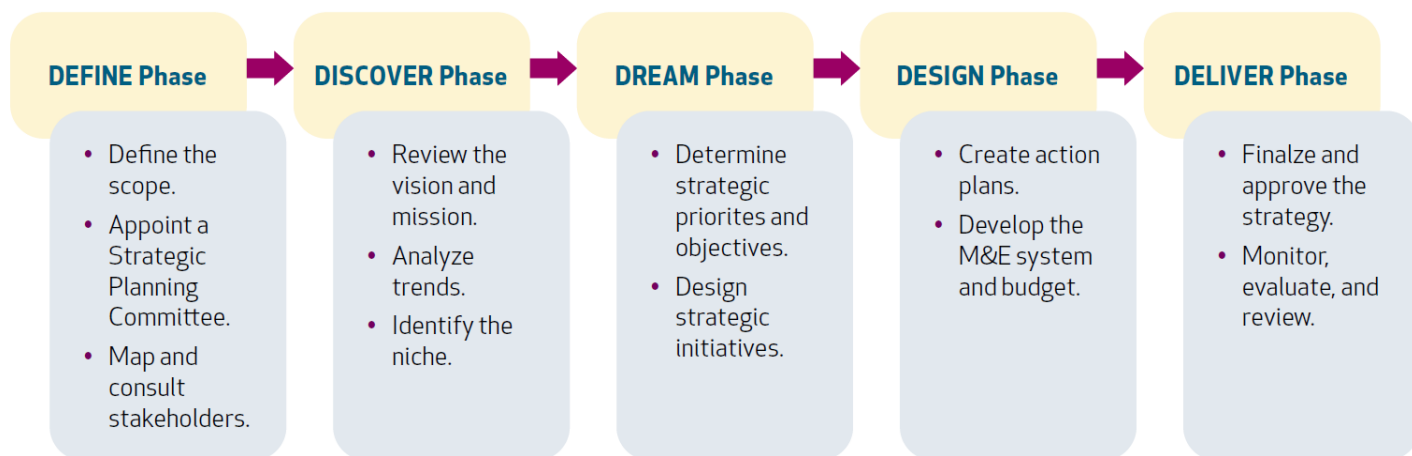 DEFINE Phase
• Define the
scope.
• Appoint a
Strategic
Planning
Committee.
• Map and
consult
stakeholders.
DISCOVER Phase
• Review the
vision and
mission.
• Analyze
trends.
• Identify the
niche.
DREAM Phase
• Determine
strategic
priorites and
objectives.
• Design
strategic
initiatives.
DESIGN Phase
• Create action
plans.
• Develop the
M&E system
and budget.
DELIVER Phase
• Finalze and
approve the
strategy.
• Monitor,
evaluate, and
review.